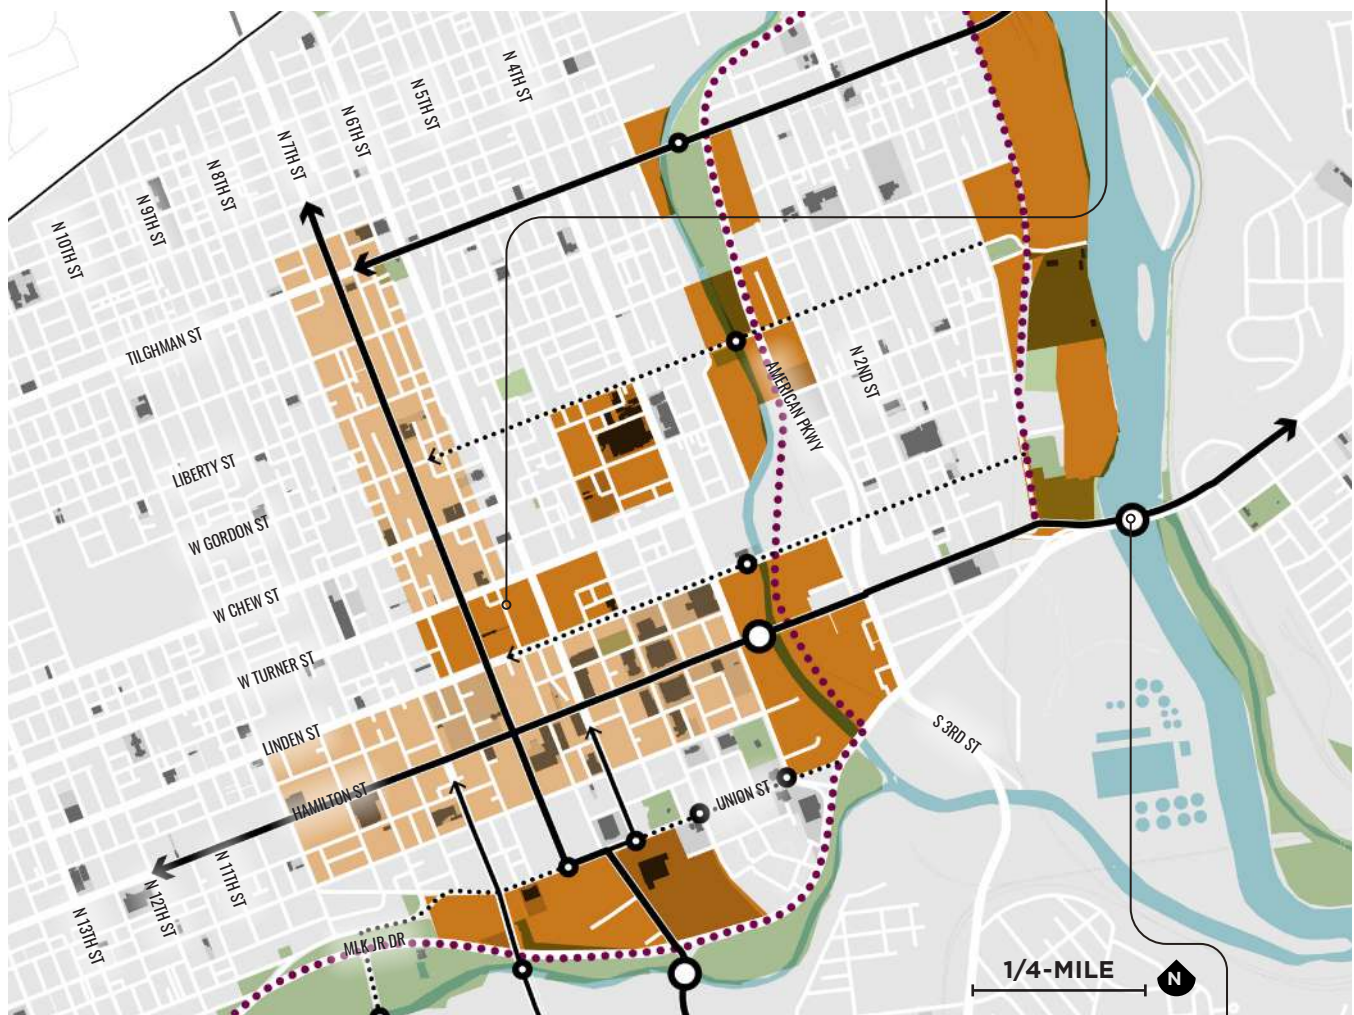 N 4TH ST
N 5TH ST
N 6TH ST
N 7TH ST
N 8TH ST
N 9TH ST
N 10TH ST
TILGHMAN ST
N 2ND ST
AMERICAN PKWY
LIBERTY ST
W GORDON ST
W CHEW ST
W TURNER ST
LINDEN ST
S 3RD ST
HAMILTON ST
UNION ST
N 11TH ST
N 12TH ST
N 13TH ST
MLK JR DR
1/4-MILE
N